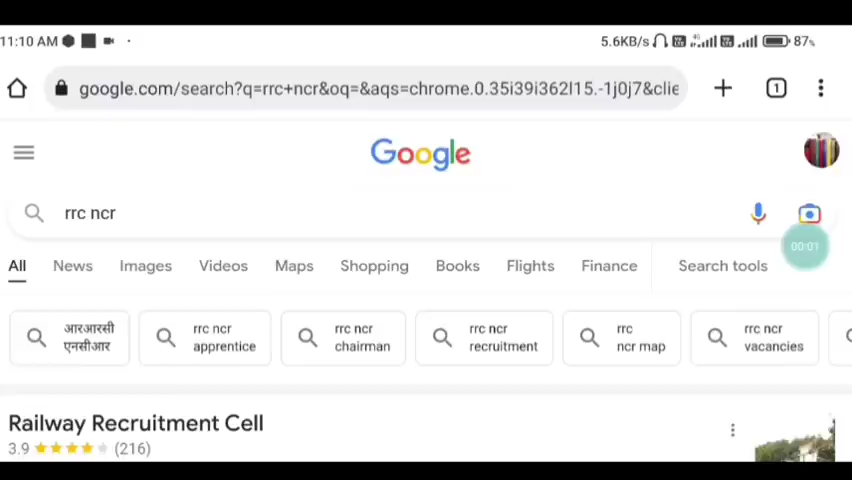 11:10 AM 5.6KB/s 4G 87%
google.com/search?q=rrc+ncr&oq=&aqs=chrome.0.35i39i362l15.-1j0j7&clie
1
Google
rrc ncr
00:01
All News Images Videos Maps Shopping Books Flights Finance Search tools
आरआरसी
एनसीआर
rrc ncr
apprentice
rrc ncr
chairman
rrc ncr
recruitment
rrc
ncr map
rrc ncr
vacancies
Railway Recruitment Cell
3.9 (216)